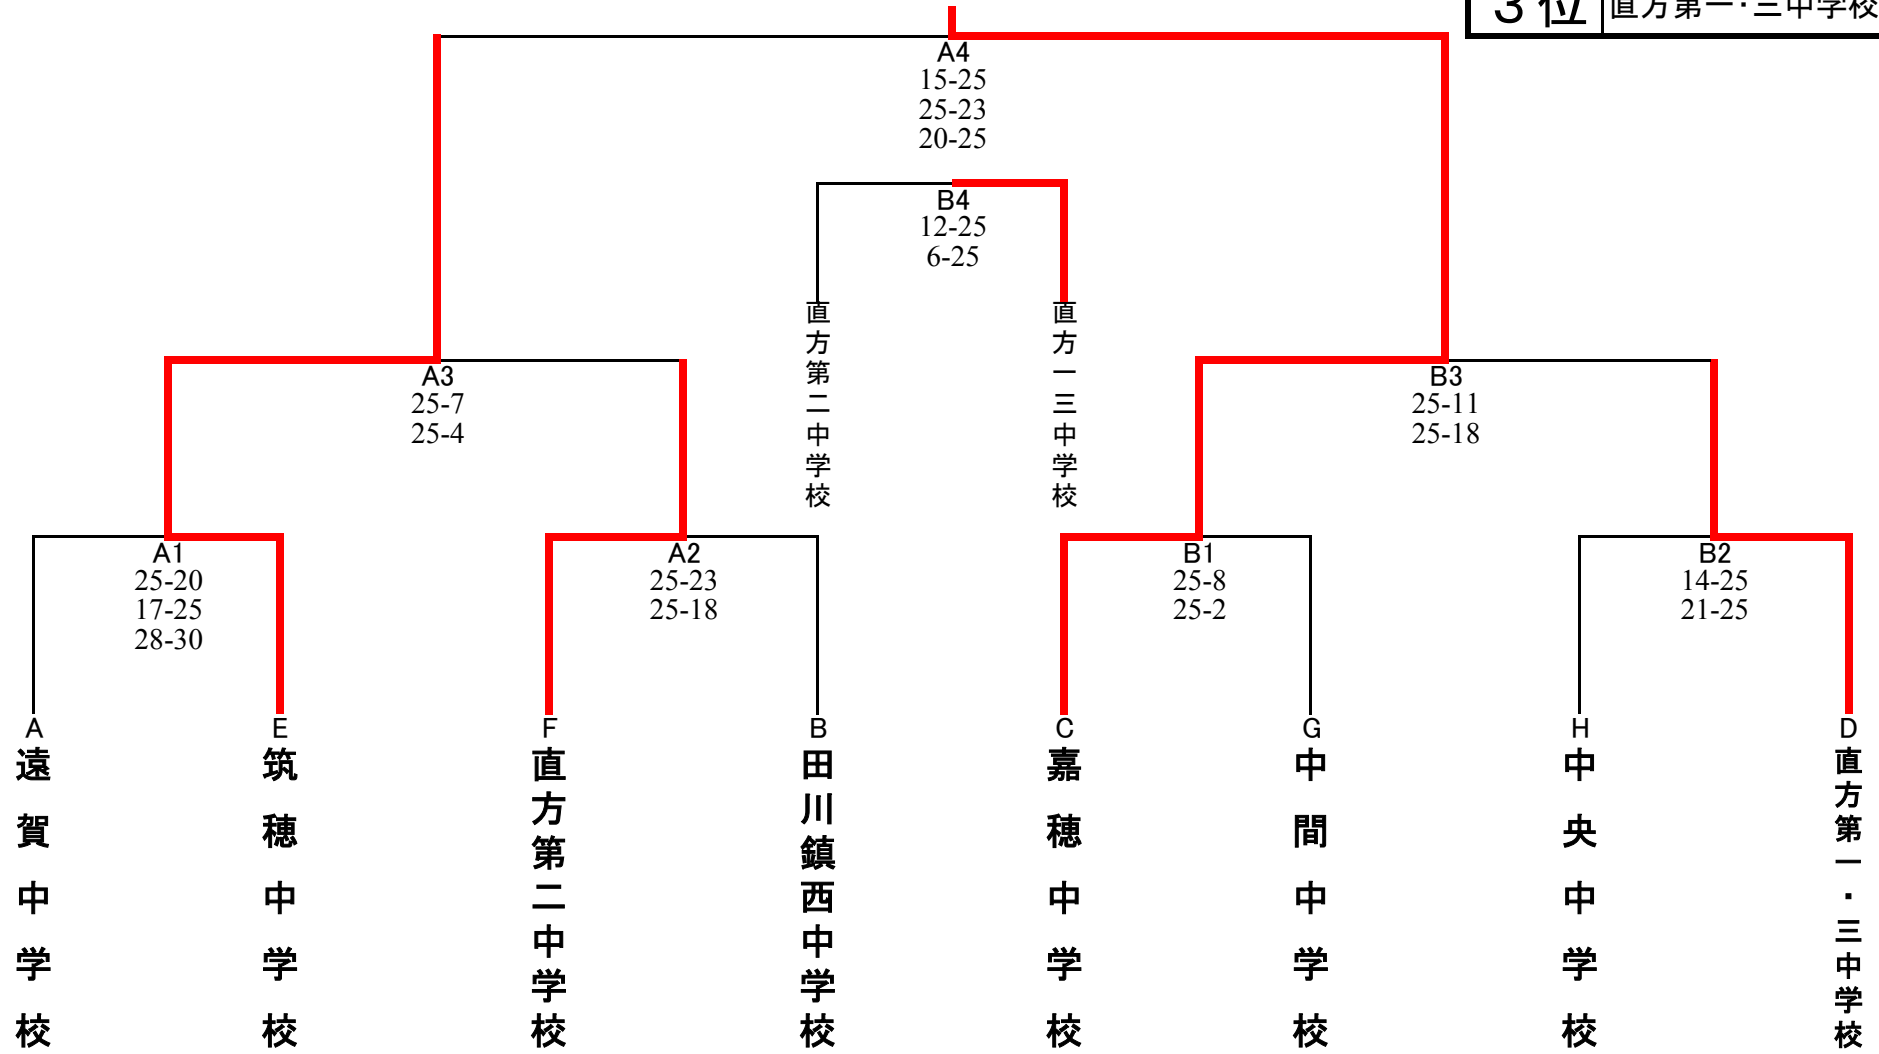 3位 直方第一・三中学校
A4
15-25
25-23
20-25
B4
12-25
6-25
直方第二中学校
直方一三中学校
A3
25-7
25-4
B3
25-11
25-18
A1
25-20
17-25
28-30
A2
25-23
25-18
B1
25-8
25-2
B2
14-25
21-25
A
遠賀中学校
E
筑穂中学校
F
直方第二中学校
B
田川鎮西中学校
C
嘉穂中学校
G
中間中学校
H
中央中学校
D
直方第一・三中学校